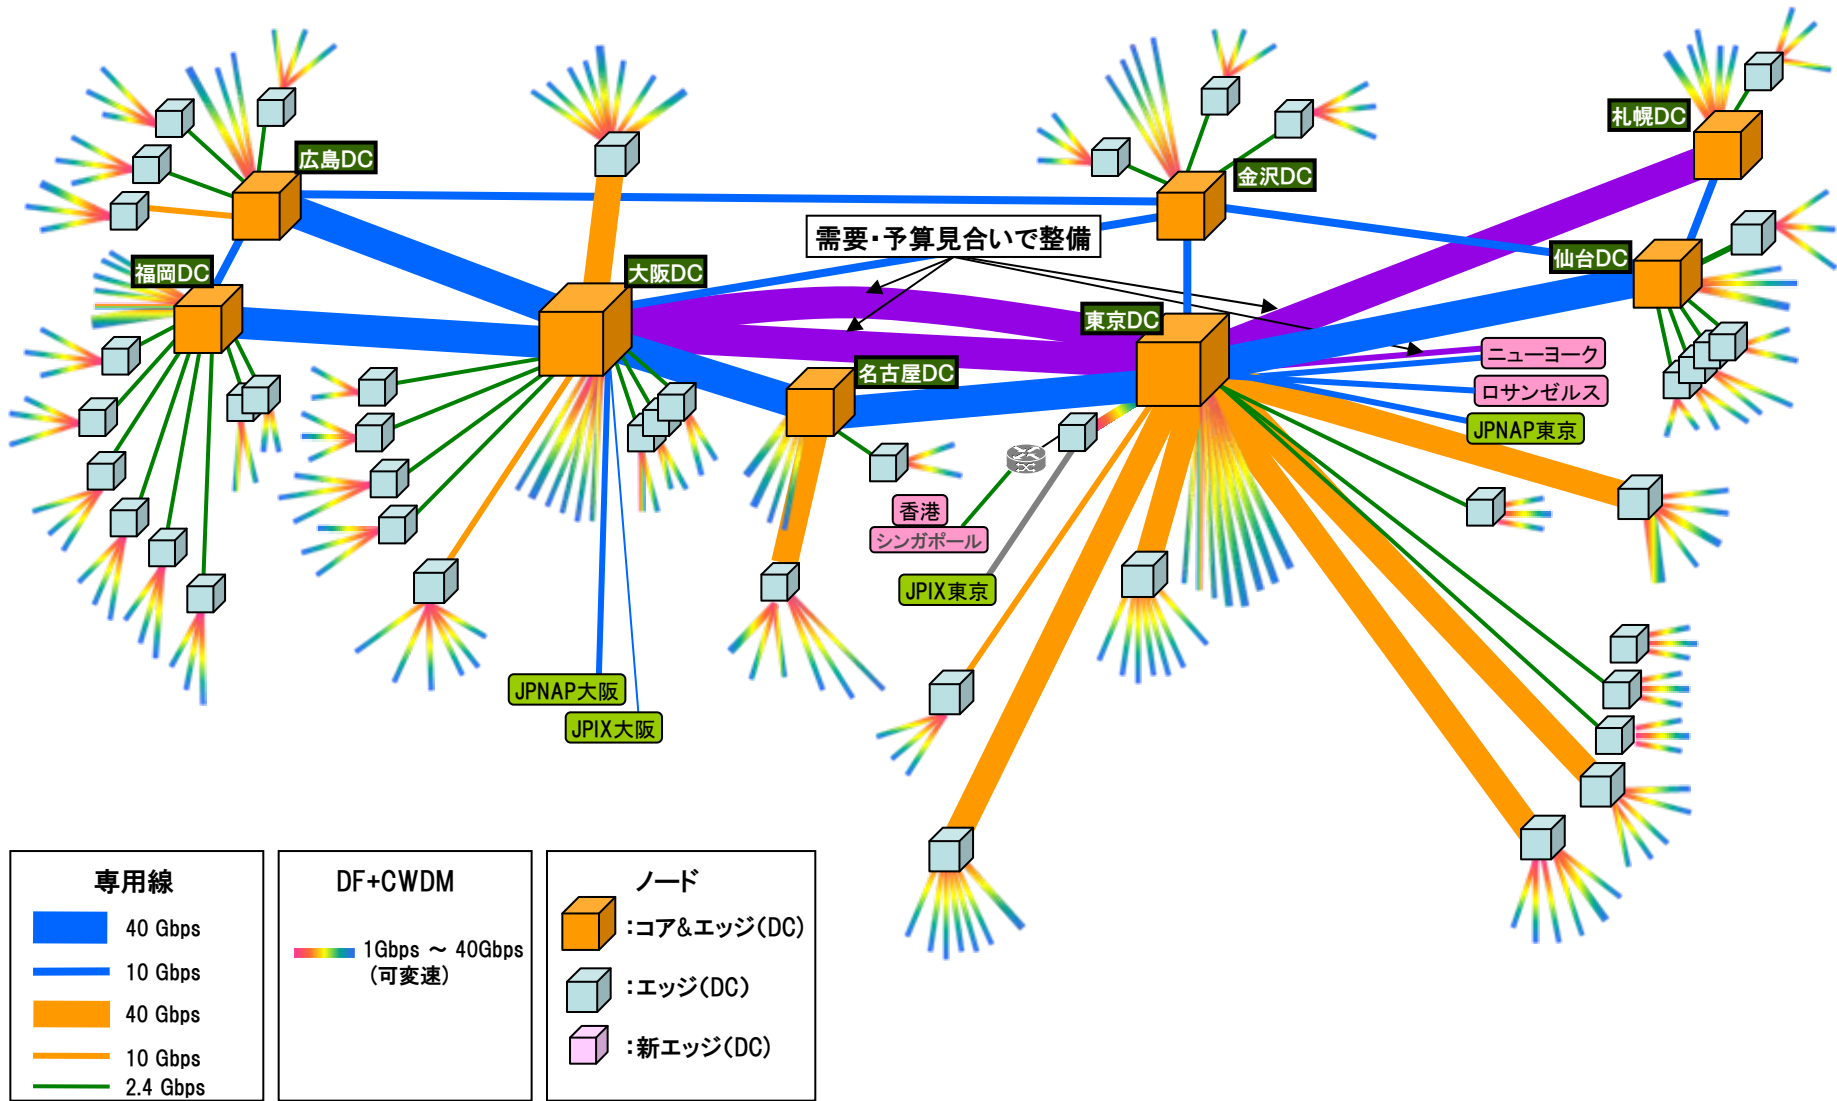 広島DC
札幌DC
金沢DC
需要・予算見合いで整備
福岡DC
大阪DC
仙台DC
東京DC
名古屋DC
ニューヨーク
ロサンゼルス
JPNAP東京
香港
シンガポール
JPIX東京
JPNAP大阪
JPIX大阪
専用線
40 Gbps
10 Gbps
40 Gbps
10 Gbps
2.4 Gbps
DF+CWDM
1Gbps ～ 40Gbps
(可変速)
ノード
：コア&エッジ(DC)
：エッジ(DC)
：新エッジ(DC)